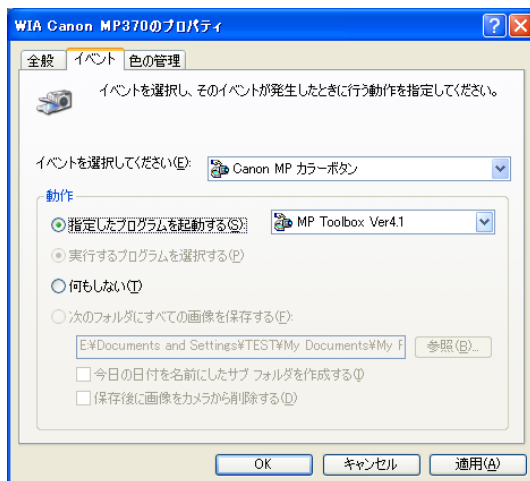 WIA Canon MP370のプロパティ
全般 イベント 色の管理
イベントを選択し、そのイベントが発生したときに行う動作を指定してください。
イベントを選択してください(E): Canon MP カラーボタン
動作
指定したプログラムを起動する(S): MP Toolbox Ver4.1
実行するプログラムを選択する(P)
何もしない(T)
次のフォルダにすべての画像を保存する(F):
E:¥Documents and Settings¥TEST¥My Documents¥My F 参照(B)...
今日の日付を名前にしたサブ フォルダを作成する(I)
保存後に画像をカメラから削除する(D)
OK キャンセル 適用(A)